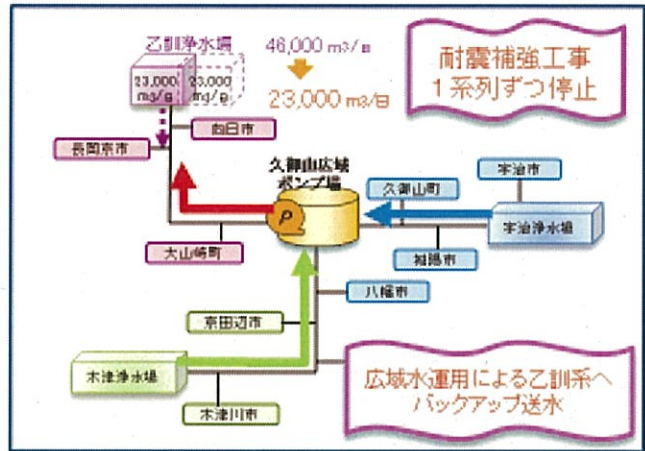 乙訓浄水場
46,000 m3/日
23,000
m3/日
23,000
m3/日
23,000 m3/日
耐震補強工事
1系列ずつ停止
向日市
長岡京市
久御山広域
ポンプ場
久御山町
宇治市
P
大山崎町
城陽市
宇治浄水場
八幡市
京田辺市
木津浄水場
木津川市
広域水運用による乙訓系へ
バックアップ送水